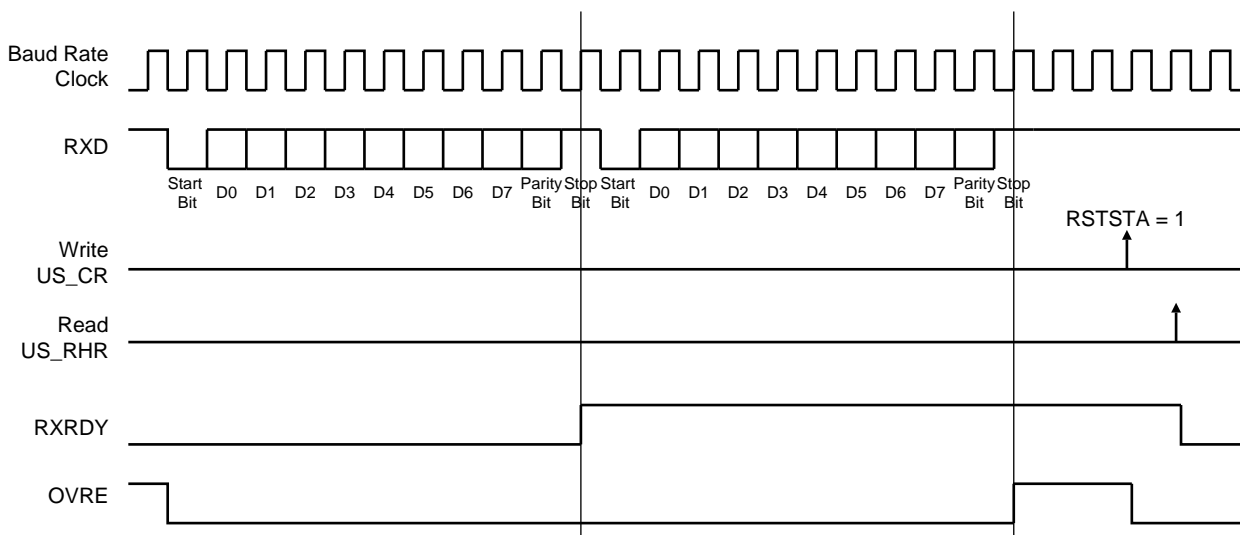 Baud Rate
Clock
RXD
Start
Bit
D0
D1
D2
D3
D4
D5
D6
D7
Parity
Bit
Stop
Bit
Start
Bit
D0
D1
D2
D3
D4
D5
D6
D7
Parity
Bit
Stop
Bit
RSTSTA = 1
Write
US_CR
Read
US_RHR
RXRDY
OVRE